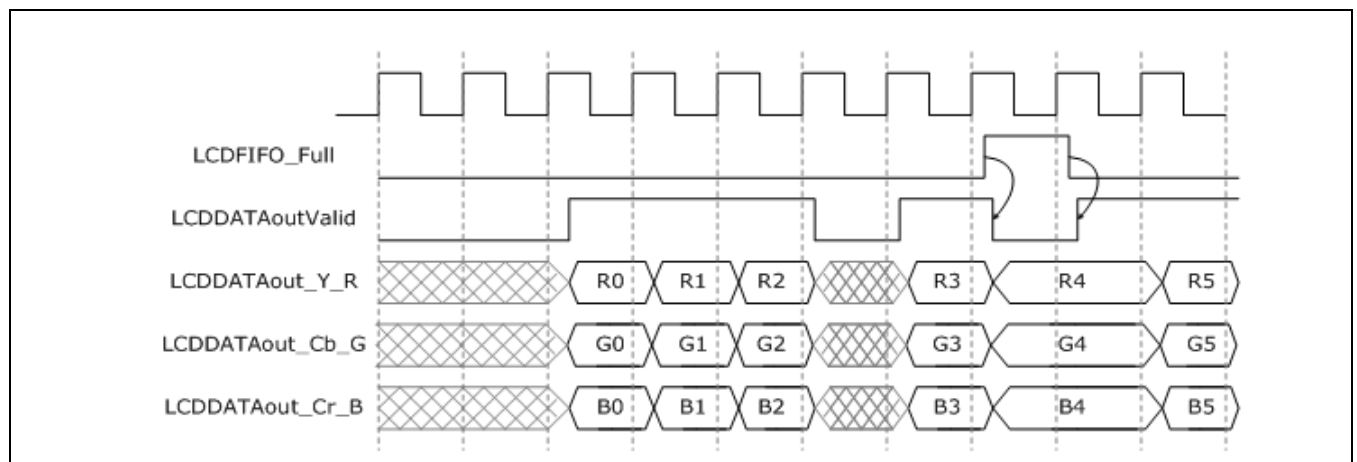 LCDFIFO_Full
LCDDATAoutValid
LCDDATAout_Y_R R0 R1 R2 R3 R4 R5
LCDDATAout_Cb_G G0 G1 G2 G3 G4 G5
LCDDATAout_Cr_B B0 B1 B2 B3 B4 B5